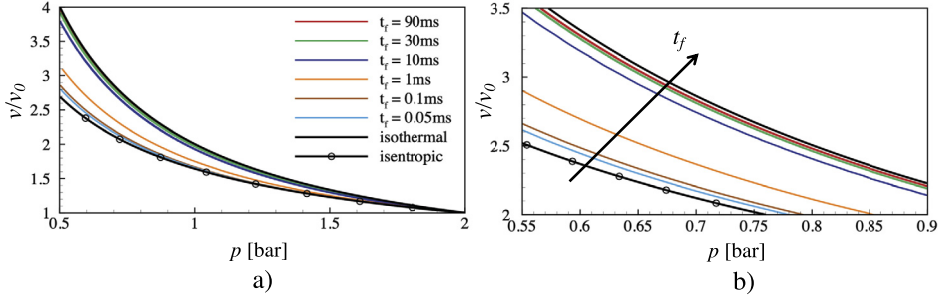 4
3.5
3
2.5
2
1.5
1
v/v0
0.5
1
1.5
2
p [bar]
tf = 90ms
tf = 30ms
tf = 10ms
tf = 1ms
tf = 0.1ms
tf = 0.05ms
isothermal
isentropic
a)
3.5
3
2.5
2
v/v0
tf
0.55
0.6
0.65
0.7
0.75
0.8
0.85
0.9
p [bar]
b)